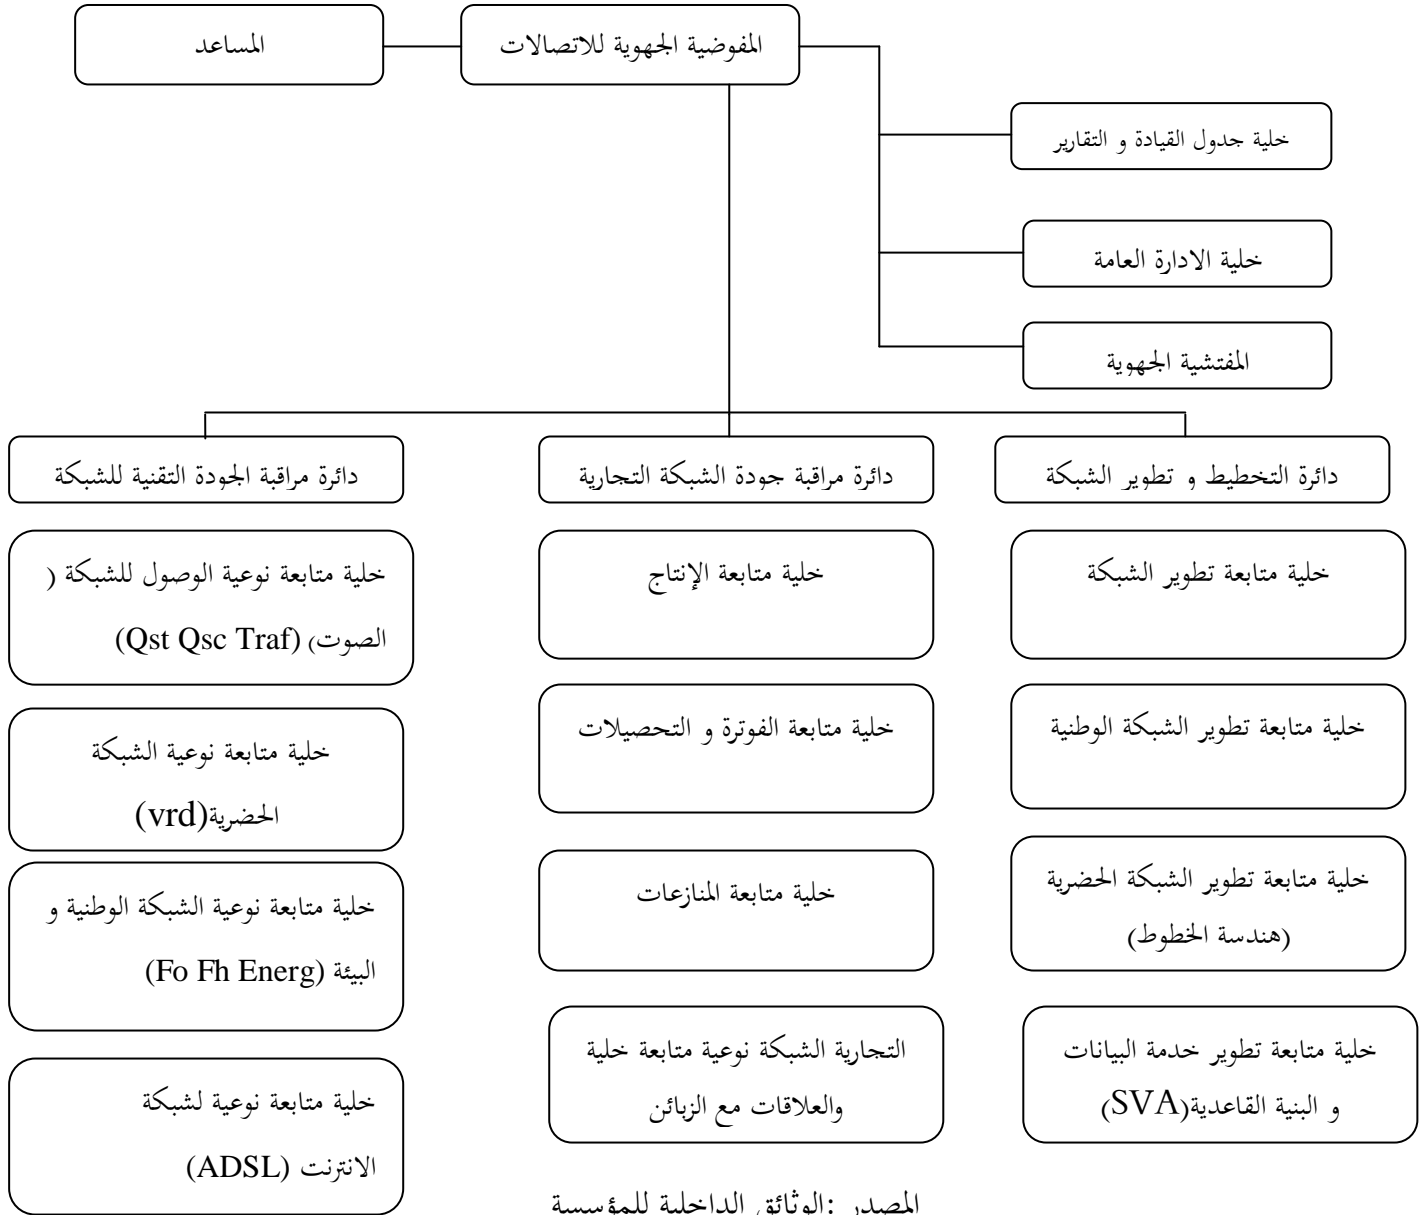 المفوضية الجهوية للاتصالات
المساعد
خلية جدول القيادة و التقارير
خلية الادارة العامة
المفتشية الجهوية
دائرة التخطيط و تطوير الشبكة
دائرة مراقبة جودة الشبكة التجارية
دائرة مراقبة الجودة التقنية للشبكة
خلية متابعة تطوير الشبكة
خلية متابعة تطوير الشبكة الوطنية
خلية متابعة تطوير الشبكة الحضرية
(هندسة الخطوط)
خلية متابعة تطوير خدمة البيانات
و البنية القاعدية(SVA)
خلية متابعة الإنتاج
خلية متابعة الفوترة و التحصيلات
خلية متابعة المنازعات
التجارية الشبكة نوعية متابعة خلية
والعلاقات مع الزبائن
خلية متابعة نوعية الوصول للشبكة (
الصوت) (Qst Qsc Traf)
خلية متابعة نوعية الشبكة
الحضرية(vrd)
خلية متابعة نوعية الشبكة الوطنية و
البيئة (Fo Fh Energ)
خلية متابعة نوعية لشبكة
الانترنت (ADSL)
المصدر :الوثائق الداخلية للمؤسسة